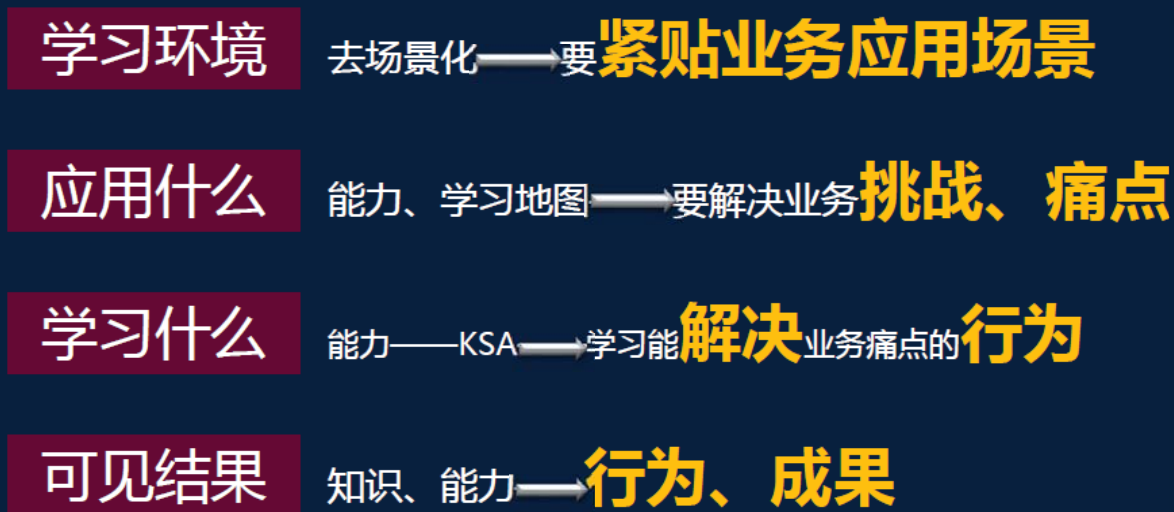 学习环境
去场景化要紧贴业务应用场景
应用什么
能力、学习地图要解决业务挑战、痛点
学习什么
能力——KSA学习能解决业务痛点的行为
可见结果
知识、能力行为、成果